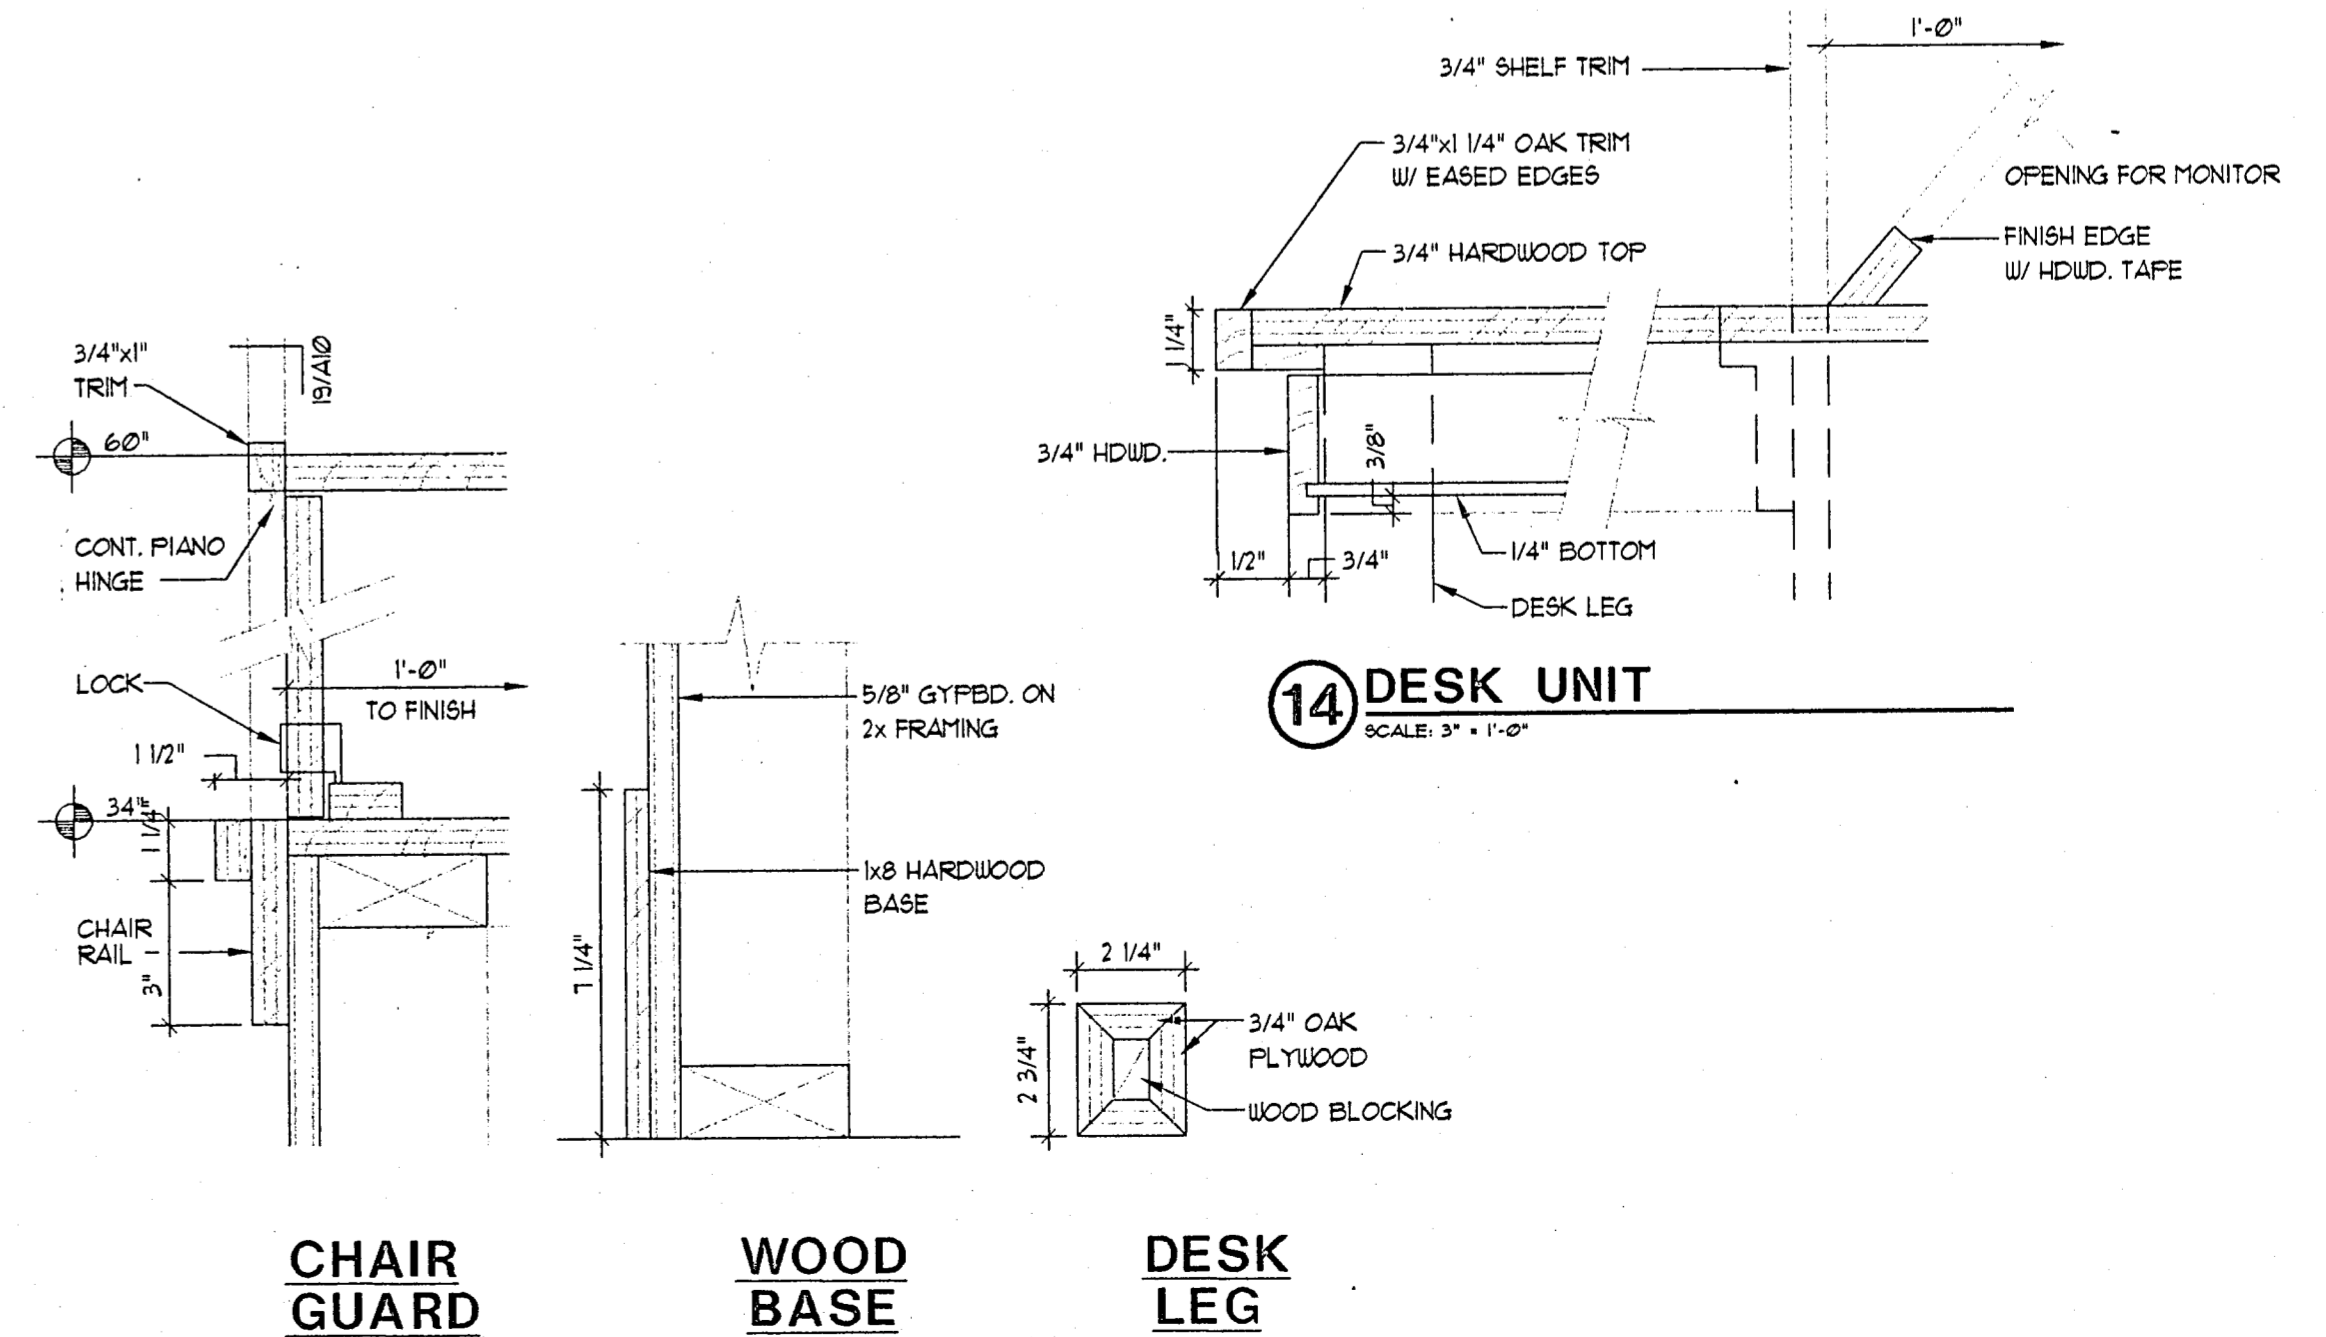 1'-0"
3/4" SHELF TRIM
3/4"x1 1/4" OAK TRIM
W/ EASED EDGES
OPENING FOR MONITOR
3/4" HARDWOOD TOP
FINISH EDGE
W/ HDWD. TAPE
1 1/4"
3/4" HDWD.
3/8"
1/2"
3/4"
1/4" BOTTOM
DESK LEG
14
DESK UNIT
SCALE: 3" = 1'-0"
3/4"x1"
TRIM
19/A10
60"
CONT. PIANO
HINGE
LOCK
1'-0"
TO FINISH
1 1/2"
34"
1 1/4"
CHAIR
RAIL
3"
5/8" GYPBD. ON
2x FRAMING
1x8 HARDWOOD
BASE
7 1/4"
2 1/4"
2 3/4"
3/4" OAK
PLYWOOD
WOOD BLOCKING
CHAIR
GUARD
WOOD
BASE
DESK
LEG